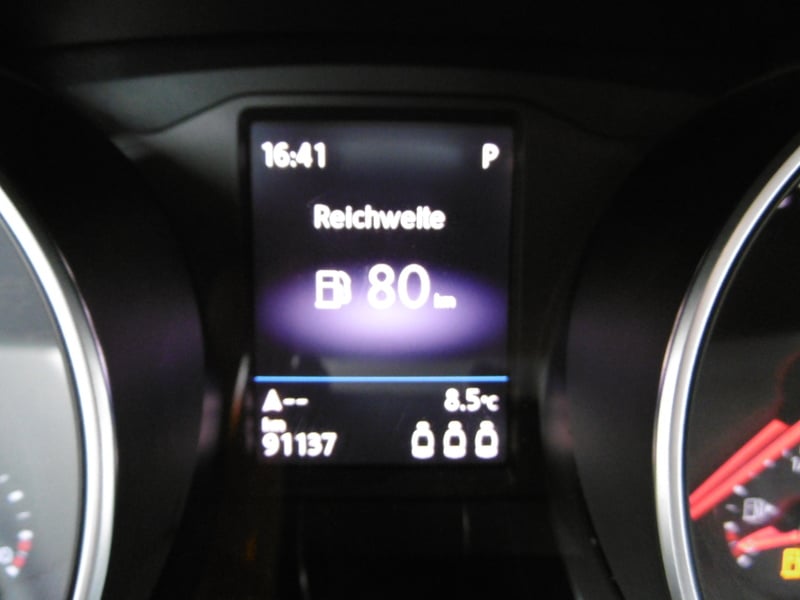 16:41 P
Reichweite
80 km
A-- 8.5°C
km
91137